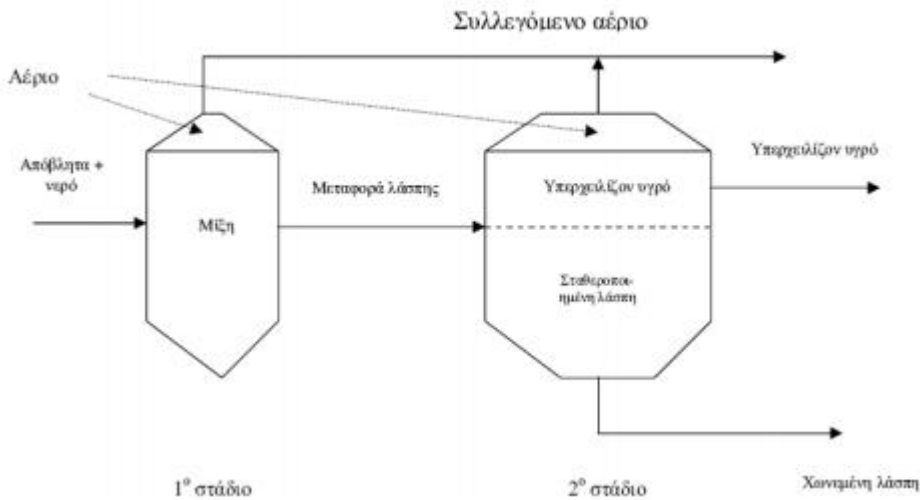 Συλλεγόμενο αέριο
Αέριο
Απόβλητα +
νερό
Μεταφορά λάσπης
Μίξη
Υπερχειλίζον υγρό
Υπερχειλίζον υγρό
Σταθεροποι-
ημένη λάσπη
1ο στάδιο
2ο στάδιο
Χωνεμένη λάσπη